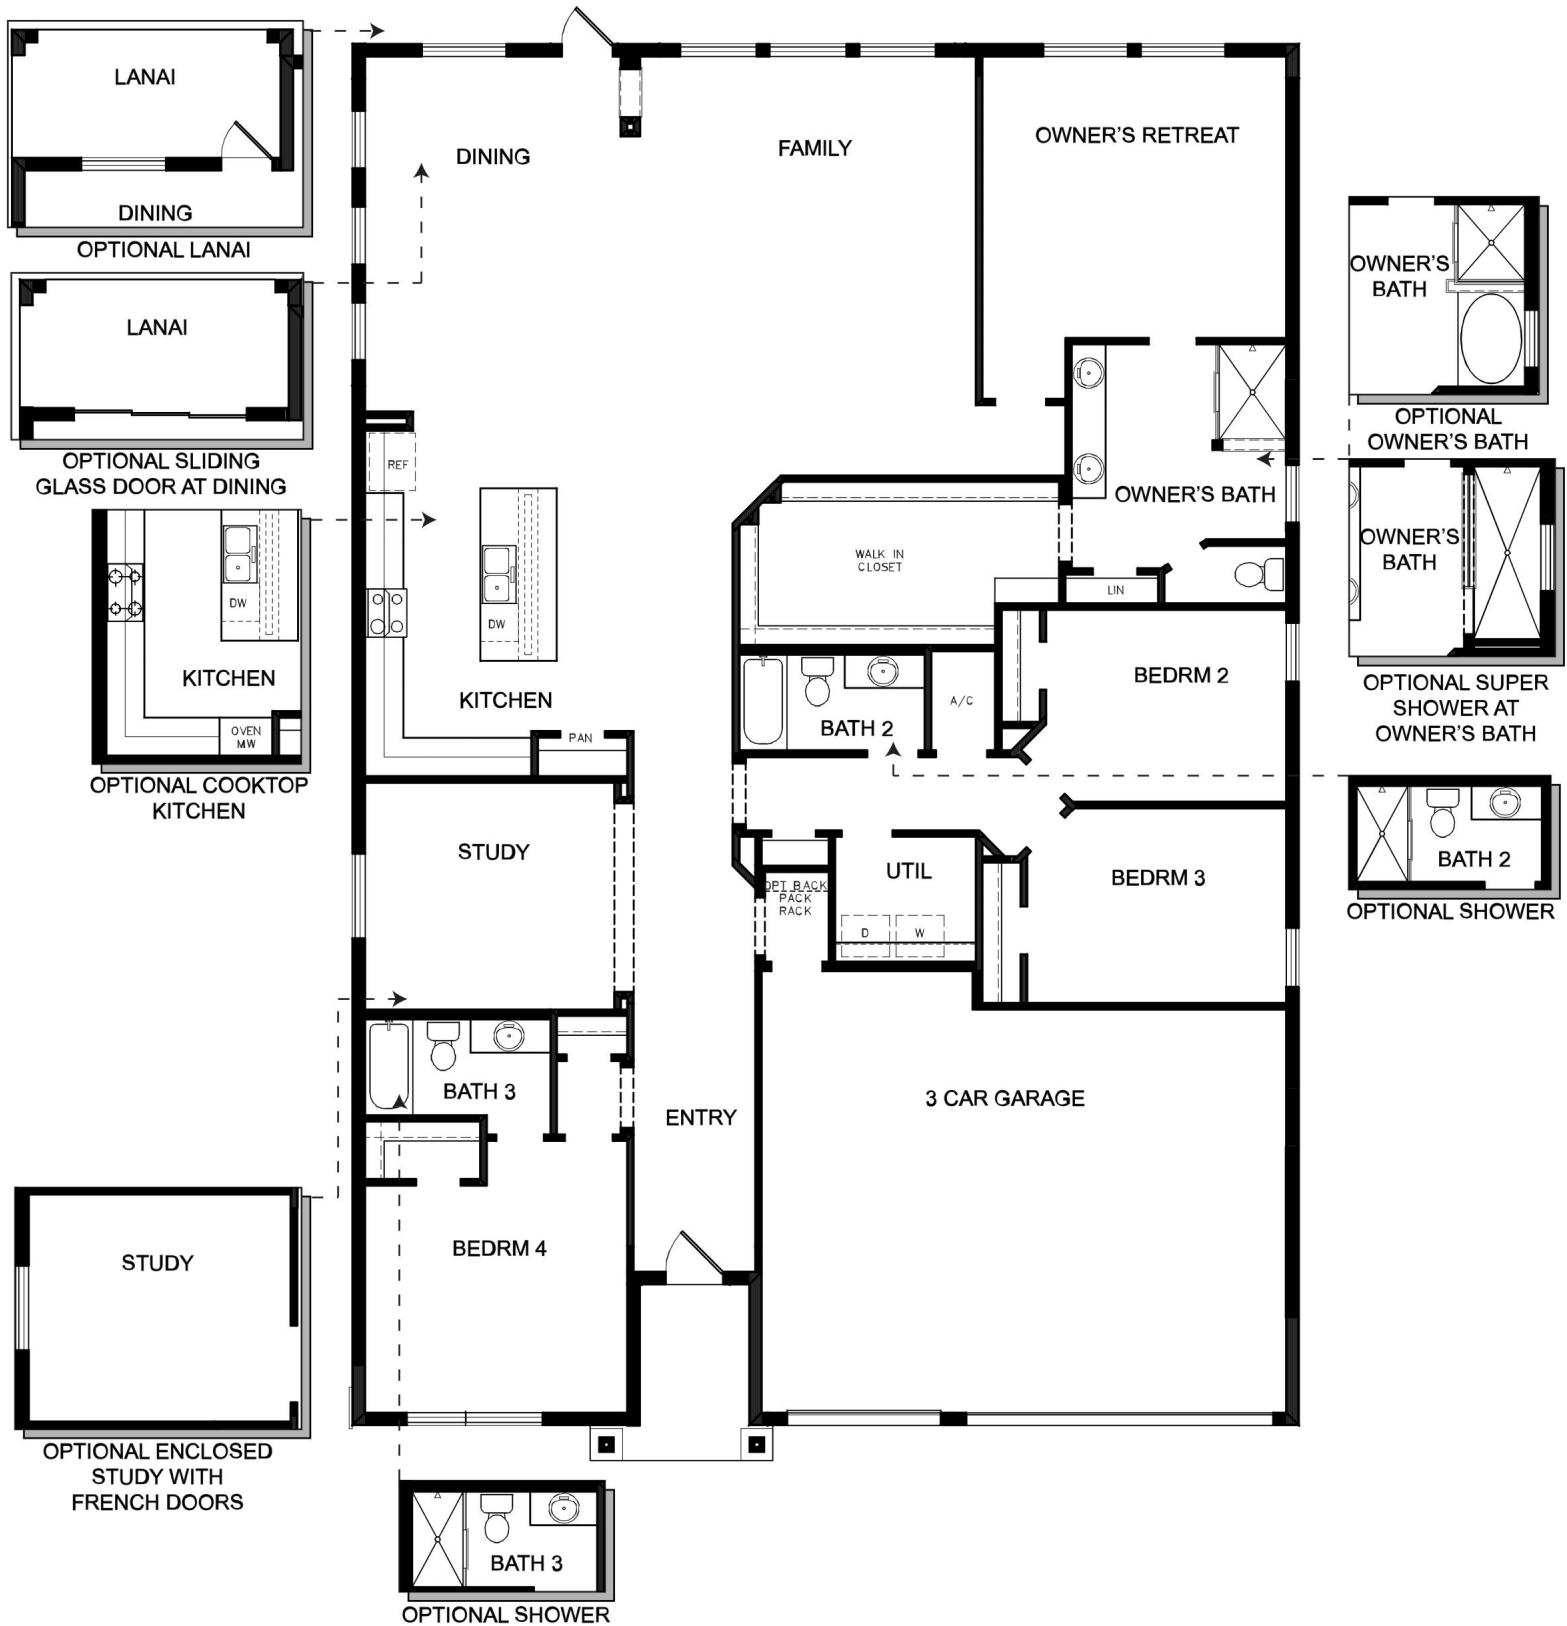 LANAI
DINING
OPTIONAL LANAI
LANAI
OPTIONAL SLIDING
GLASS DOOR AT DINING
DW
KITCHEN
OVEN
MW
OPTIONAL COOKTOP
KITCHEN
STUDY
OPTIONAL ENCLOSED
STUDY WITH
FRENCH DOORS
DINING
FAMILY
OWNER'S RETREAT
REF
DW
KITCHEN
PAN
OWNER'S BATH
WALK IN
CLOSET
LIN
BEDRM 2
BATH 2
A/C
STUDY
UTIL
BEDRM 3
OPT BACK
PACK
RACK
D
W
BATH 3
ENTRY
3 CAR GARAGE
BEDRM 4
OWNER'S
BATH
OPTIONAL
OWNER'S BATH
OWNER'S
BATH
OPTIONAL SUPER
SHOWER AT
OWNER'S BATH
BATH 2
OPTIONAL SHOWER
BATH 3
OPTIONAL SHOWER